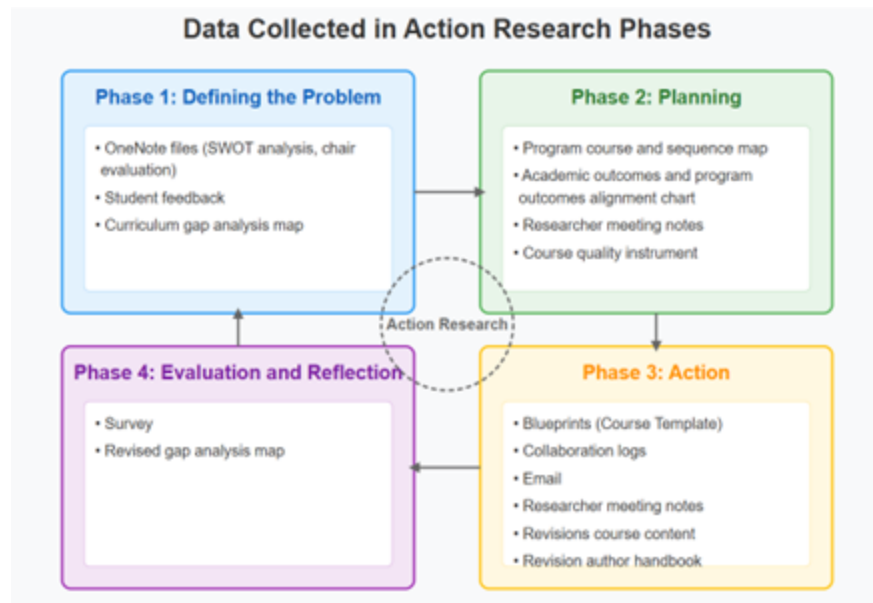 Data Collected in Action Research Phases
Phase 1: Defining the Problem
• OneNote files (SWOT analysis, chair
evaluation)
• Student feedback
• Curriculum gap analysis map
Phase 2: Planning
• Program course and sequence map
• Academic outcomes and program
outcomes alignment chart
• Researcher meeting notes
• Course quality instrument
Action Research
Phase 4: Evaluation and Reflection
• Survey
• Revised gap analysis map
Phase 3: Action
• Blueprints (Course Template)
• Collaboration logs
• Email
• Researcher meeting notes
• Revisions course content
• Revision author handbook